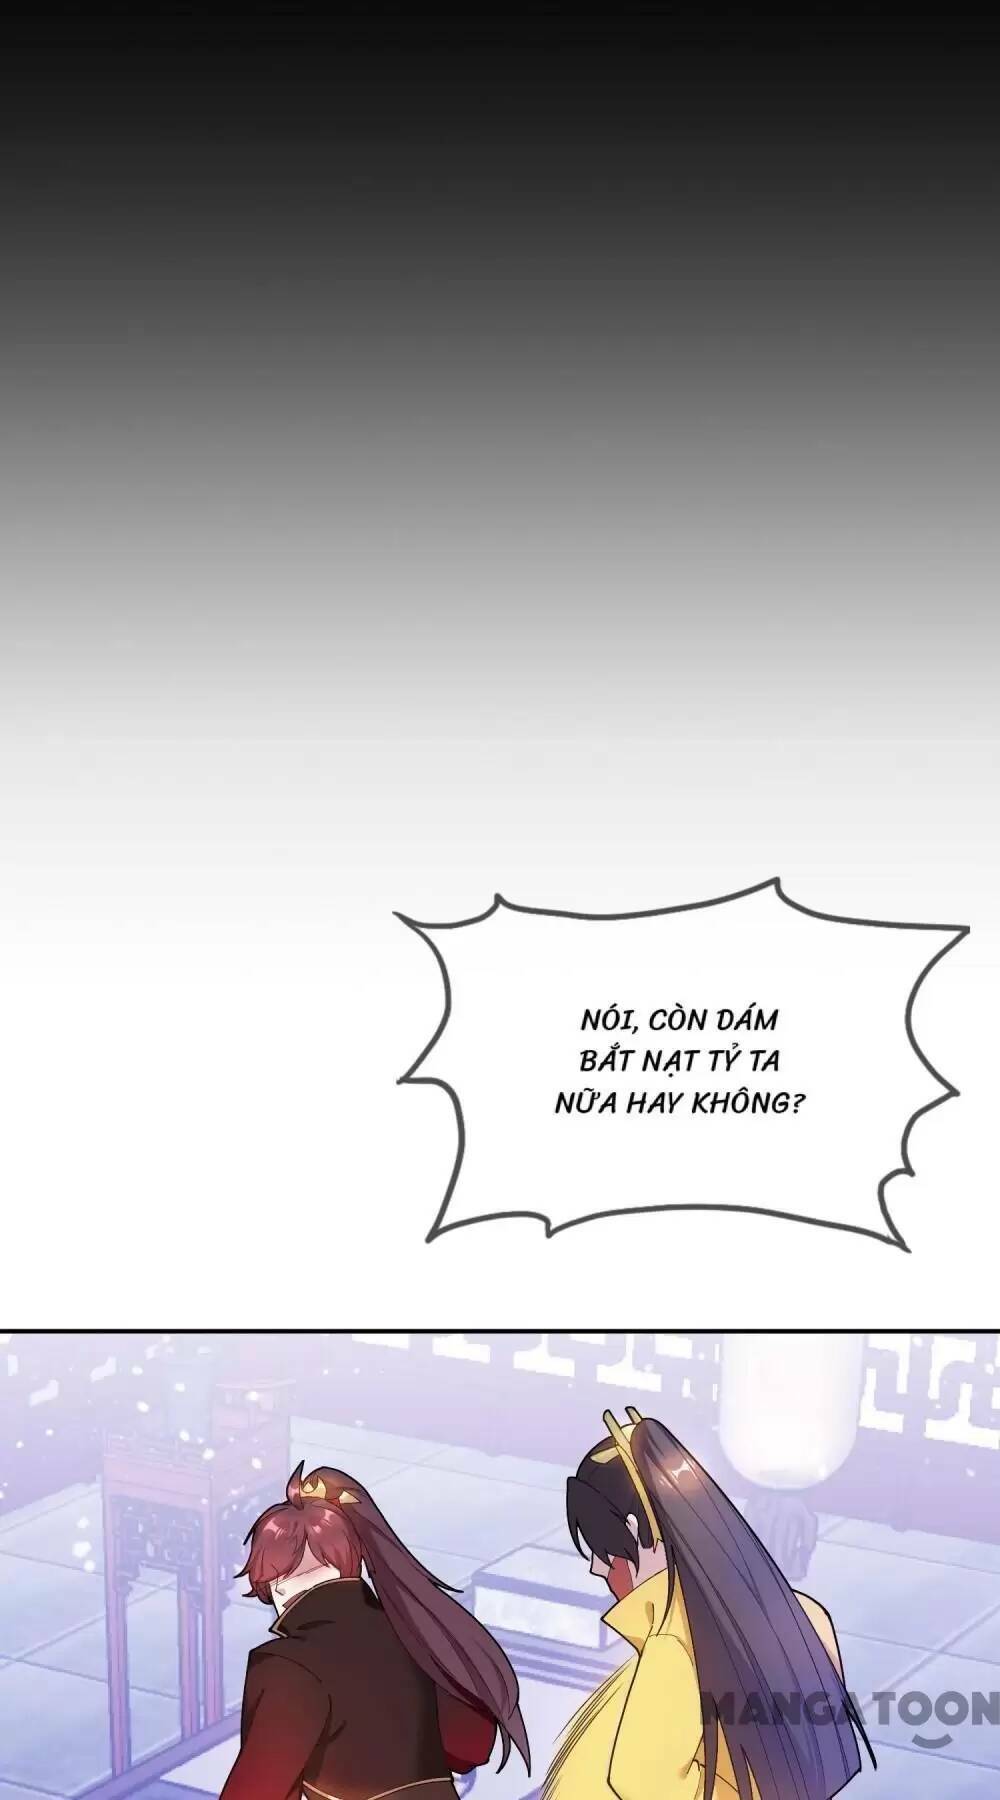 NÓI, CÒN DÁM
BẮT NẠT TỶ TA
NỮA HAY KHÔNG?
MANGATOON